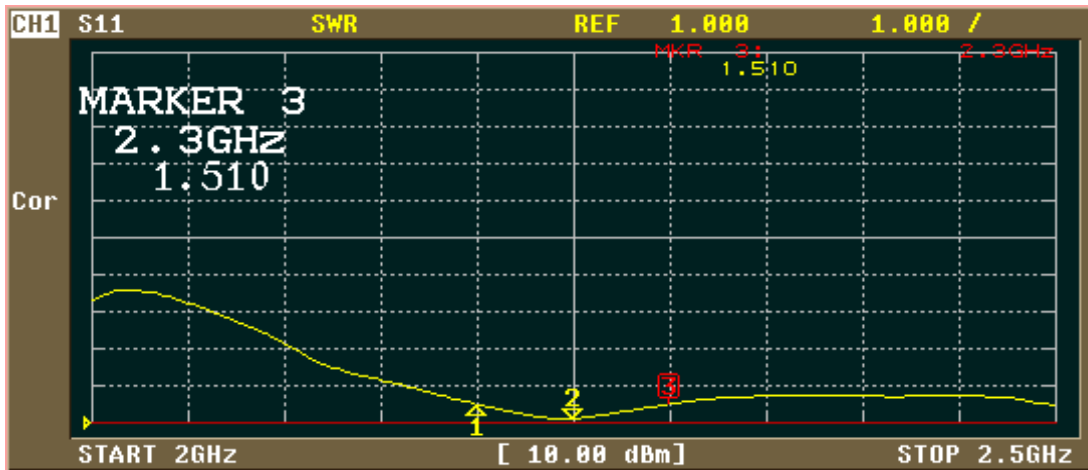 CH1 S11 SWR REF 1.000 1.000 /
MKR 3: 2.3GHz
1.510
MARKER 3
2.3GHz
1.510
Cor
3
2
1
START 2GHz [ 10.00 dBm] STOP 2.5GHz